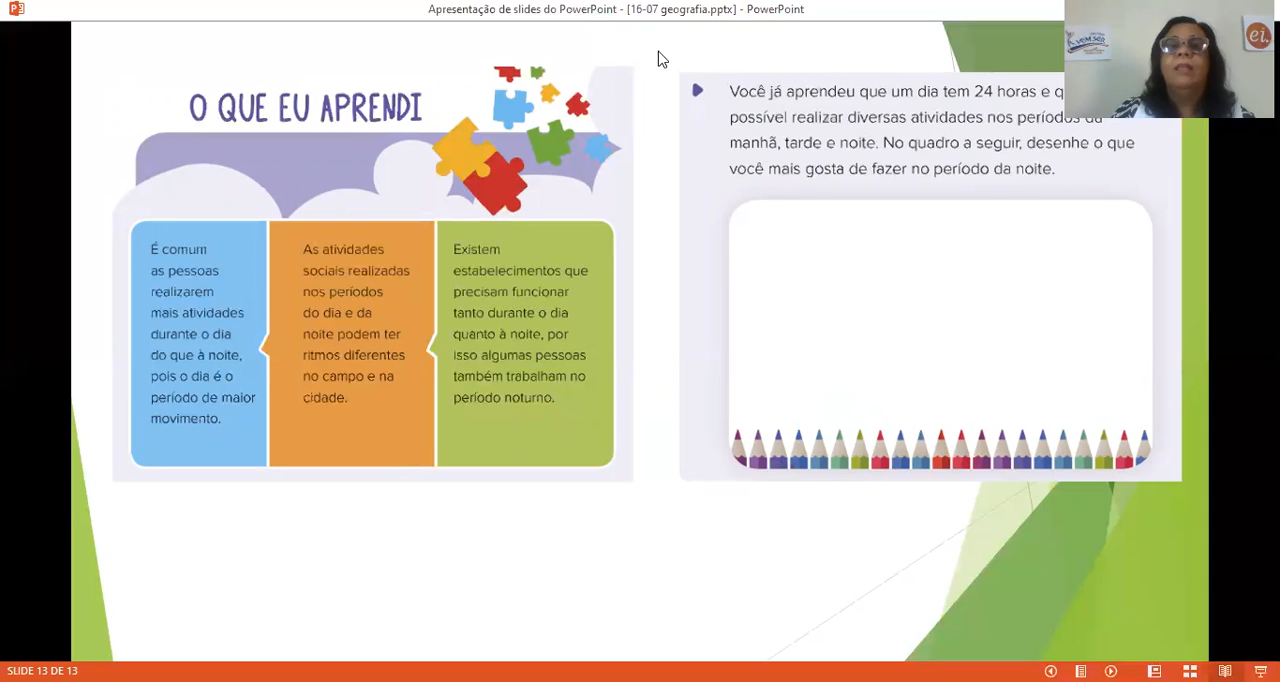 Apresentação de slides do PowerPoint - [16-07 geografia.pptx] - PowerPoint
ei.
O QUE EU APRENDI
É comum
as pessoas
realizarem
mais atividades
durante o dia
do que à noite,
pois o dia é o
período de maior
movimento.
As atividades
sociais realizadas
nos períodos
do dia e da
noite podem ter
ritmos diferentes
no campo e na
cidade.
Existem
estabelecimentos que
precisam funcionar
tanto durante o dia
quanto à noite, por
isso algumas pessoas
também trabalham no
período noturno.
Você já aprendeu que um dia tem 24 horas e
possível realizar diversas atividades nos períodos da
manhã, tarde e noite. No quadro a seguir, desenhe o que
você mais gosta de fazer no período da noite.
SLIDE 13 DE 13